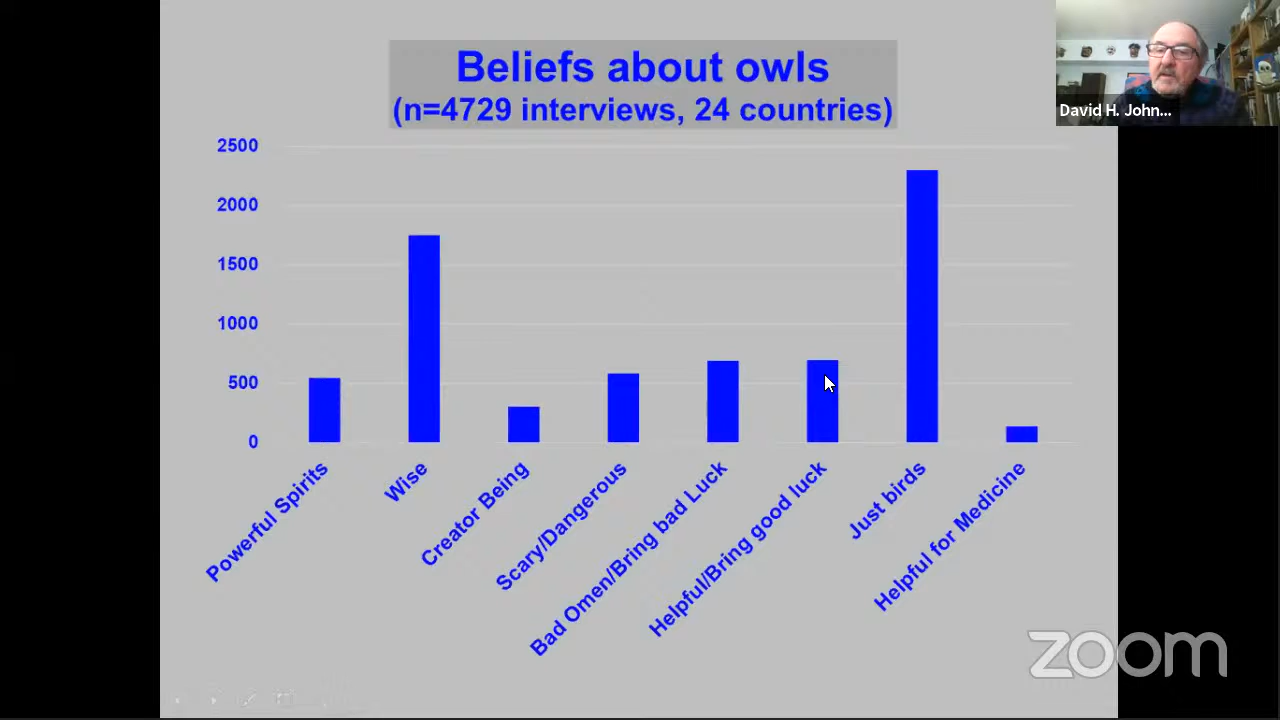 Beliefs about owls
(n=4729 interviews, 24 countries)
David H. John...
2500
2000
1500
1000
500
0
Powerful Spirits
Wise
Creator Being
Scary/Dangerous
Bad Omen/Bring bad Luck
Helpful/Bring good luck
Just birds
Helpful for Medicine
zoom